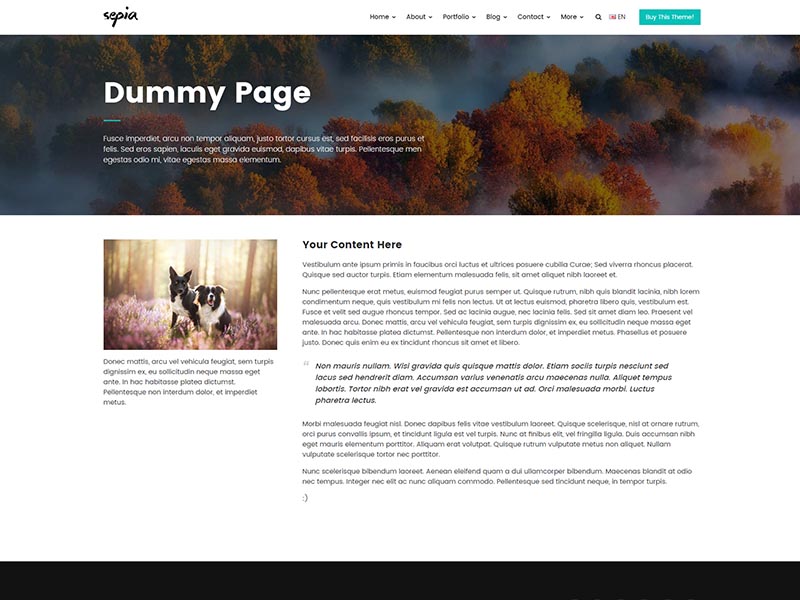 sepia
Home About Portfolio Blog Contact More EN Buy This Theme!
Dummy Page
Fusce imperdiet, arcu non tempor aliquam, justo tortor cursus est, sed facilisis eros purus et
felis. Sed eros sapien, iaculis eget gravida euismod, dapibus vitae turpis. Pellentesque men
egestas odio mi, vitae egestas massa elementum.
Donec mattis, arcu vel vehicula feugiat, sem turpis
dignissim ex, eu sollicitudin neque massa eget
ante. In hac habitasse platea dictumst.
Pellentesque non interdum dolor, et imperdiet
metus.
Your Content Here
Vestibulum ante ipsum primis in faucibus orci luctus et ultrices posuere cubilia Curae; Sed viverra rhoncus placerat.
Quisque sed auctor turpis. Etiam elementum malesuada felis, sit amet aliquet nibh laoreet et.
Nunc pellentesque erat metus, euismod feugiat purus semper ut. Quisque rutrum, nibh quis blandit lacinia, nibh lorem
condimentum neque, quis vestibulum mi felis non lectus. Ut at lectus euismod, pharetra libero quis, vestibulum est.
Fusce et velit sed augue rhoncus tempor. Sed ac lacinia augue, nec lacinia felis. Sed sit amet diam leo. Praesent vel
malesuada arcu. Donec mattis, arcu vel vehicula feugiat, sem turpis dignissim ex, eu sollicitudin neque massa eget
ante. In hac habitasse platea dictumst. Pellentesque non interdum dolor, et imperdiet metus. Phasellus et posuere
justo. Donec quis enim eu ex tincidunt rhoncus sit amet et libero.
“ Non mauris nullam. Wisi gravida quis quisque mattis dolor. Etiam sociis turpis nesciunt sed
lacus sed hendrerit diam. Accumsan varius venenatis arcu maecenas nulla. Aliquet tempus
lobortis. Tortor nibh erat vel gravida est accumsan ut ad. Orci malesuada morbi. Luctus
pharetra lectus.
Morbi malesuada feugiat nisl. Donec dapibus felis vitae vestibulum laoreet. Quisque scelerisque, nisl at ornare rutrum,
orci purus convallis ipsum, et tincidunt ligula est vel turpis. Nunc at finibus elit, vel fringilla ligula. Duis accumsan nibh
eget mauris elementum porttitor. Aliquam erat volutpat. Quisque rutrum vulputate metus non aliquet. Nullam
vulputate scelerisque tortor nec porttitor.
Nunc scelerisque bibendum laoreet. Aenean eleifend quam a dui ullamcorper bibendum. Maecenas blandit at odio
nec tempus. Integer nec elit ac nunc aliquam commodo. Pellentesque sed tincidunt neque, in tempor turpis.
:)